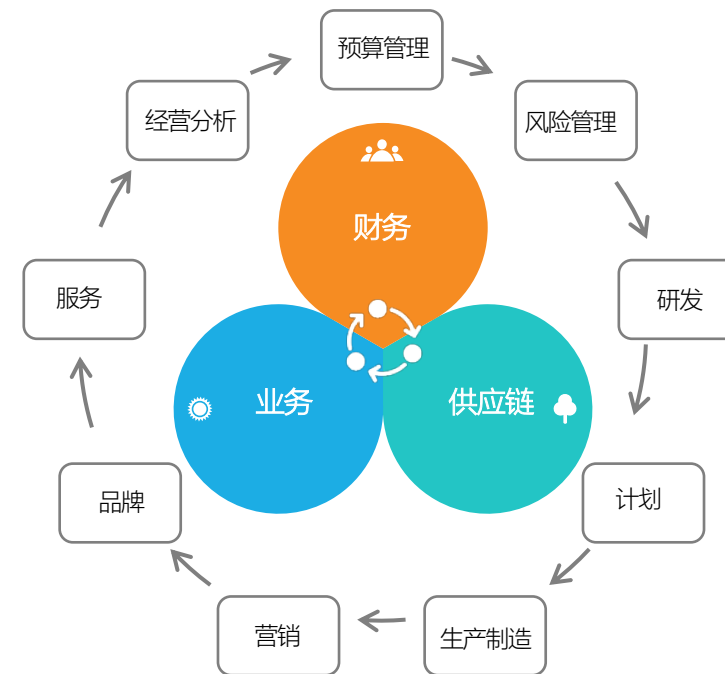 预算管理
经营分析
风险管理
财务
服务
研发
业务
供应链
品牌
计划
营销
生产制造